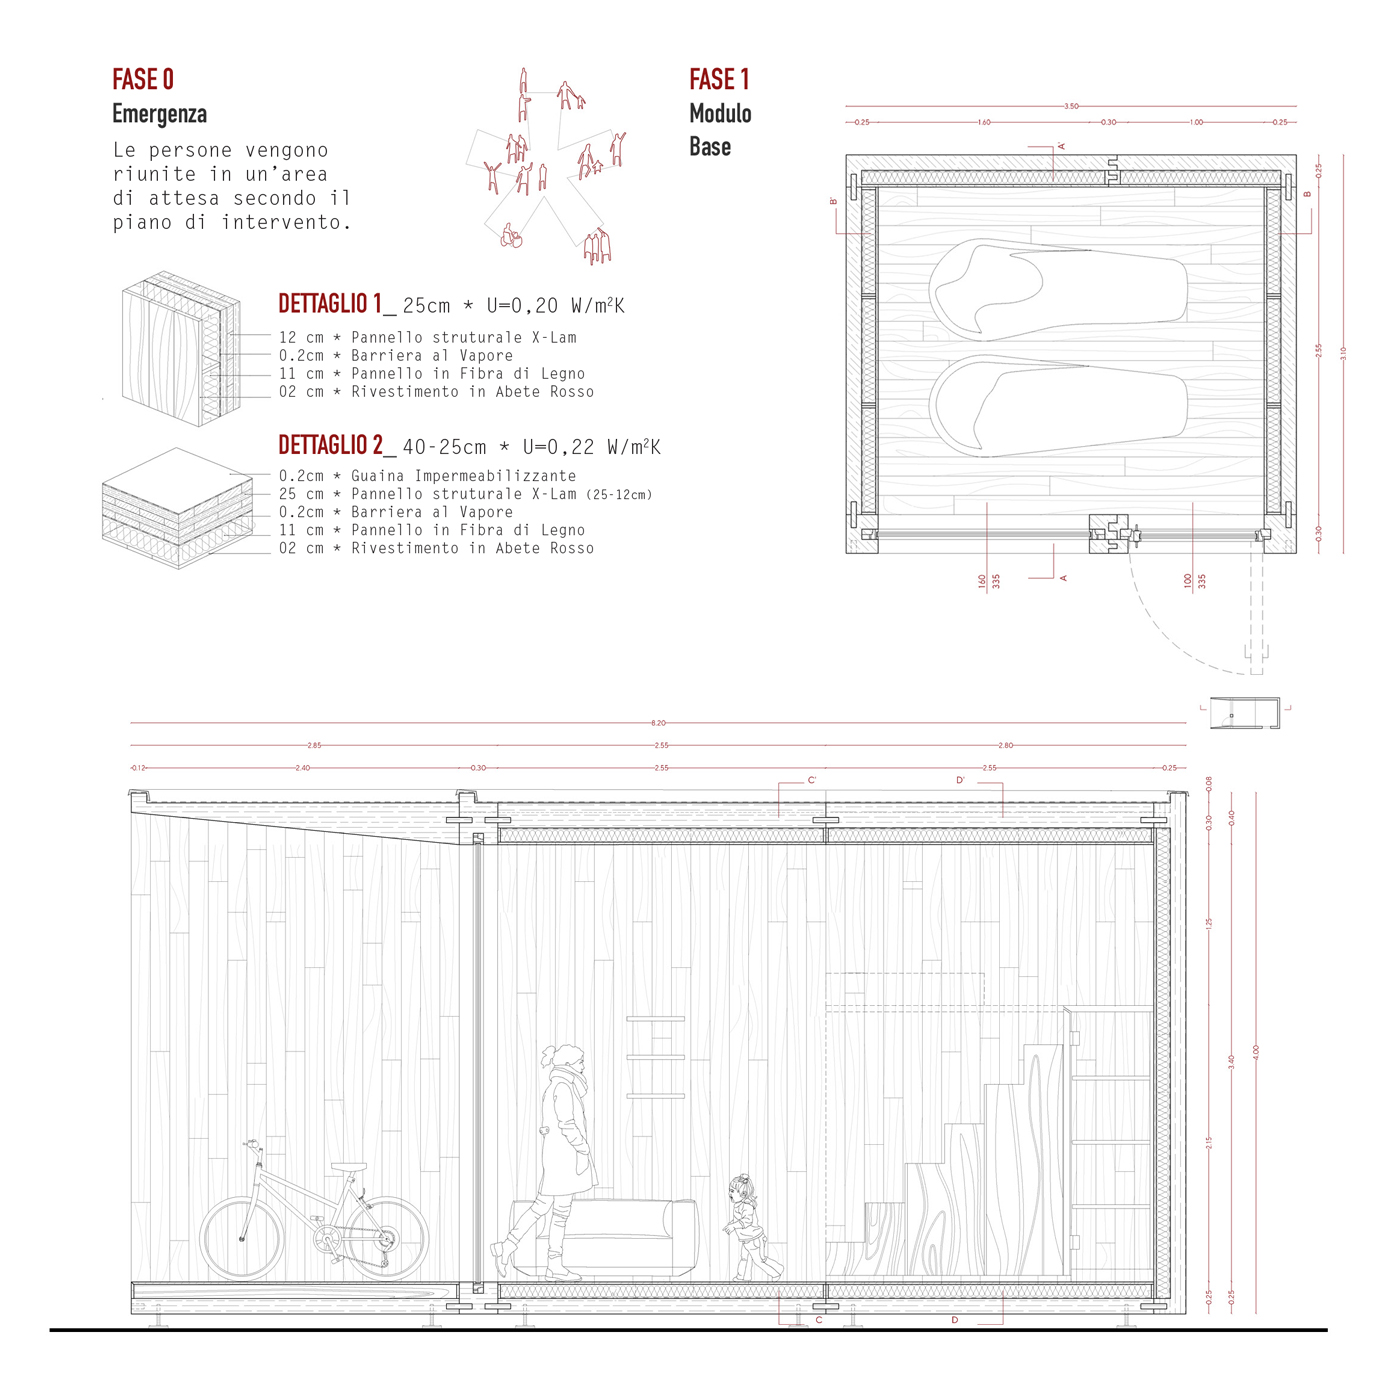 FASE 0
Emergenza
Le persone vengono
riunite in un'area
di attesa secondo il
piano di intervento.
DETTAGLIO 1_ 25cm * U=0,20 W/m²K
12 cm * Pannello struturale X-Lam
0.2cm * Barriera al Vapore
11 cm * Pannello in Fibra di Legno
02 cm * Rivestimento in Abete Rosso
DETTAGLIO 2_ 40-25cm * U=0,22 W/m²K
0.2cm * Guaina Impermeabilizzante
25 cm * Pannello struturale X-Lam (25-12cm)
0.2cm * Barriera al Vapore
11 cm * Pannello in Fibra di Legno
02 cm * Rivestimento in Abete Rosso
FASE 1
Modulo
Base
3.50
0.25 1.60 0.30 1.00 0.25
A'
B' B
0.25
2.55
3.10
0.30
160
335
A
100
335
8.20
2.85 2.55 2.80
0.12 2.40 0.30 2.55 2.55 0.25
C' D'
0.08
0.30
0.40
1.25
4.00
3.40
2.15
0.25
0.25
C D